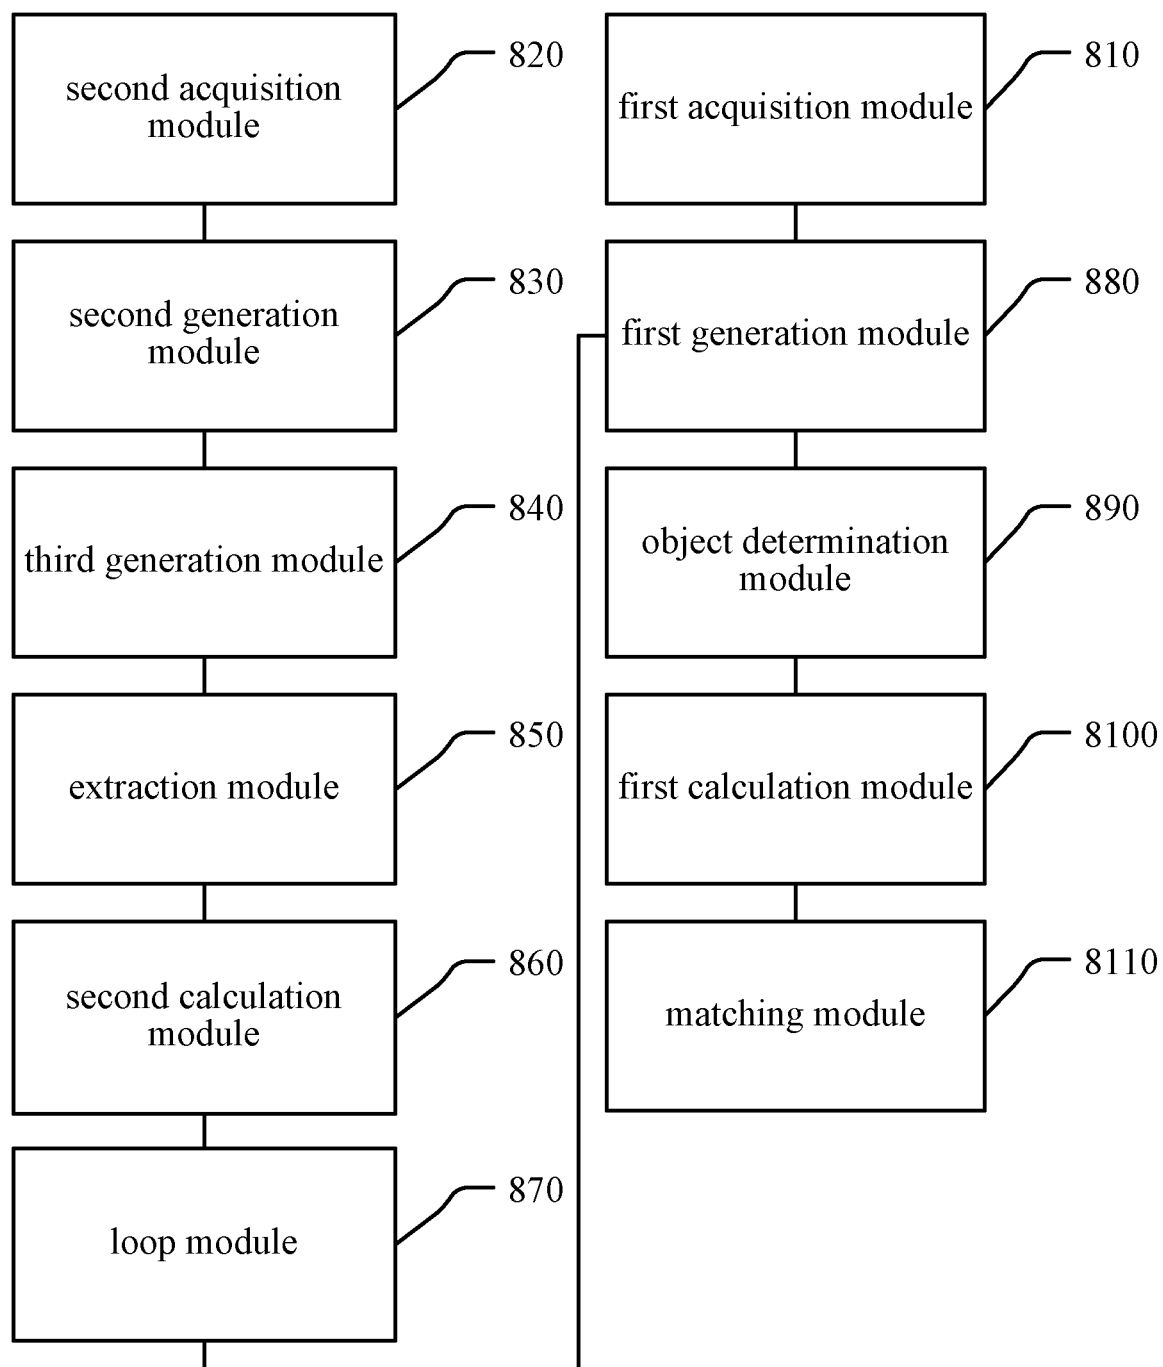 second acquisition
module
820
second generation
module
830
third generation module
840
extraction module
850
second calculation
module
860
loop module
870
first acquisition module
810
first generation module
880
object determination
module
890
first calculation module
8100
matching module
8110